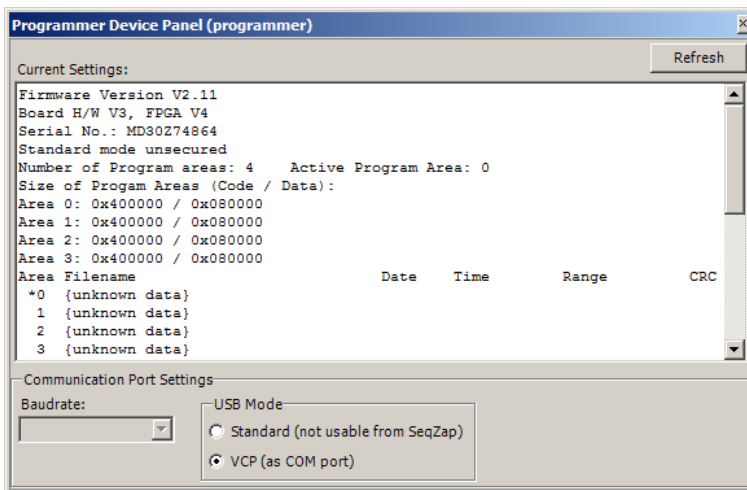 Programmer Device Panel (programmer)
Refresh
Current Settings:
Firmware Version V2.11
Board H/W V3, FPGA V4
Serial No.: MD30Z74864
Standard mode unsecured
Number of Program areas: 4    Active Program Area: 0
Size of Progam Areas (Code / Data):
Area 0: 0x400000 / 0x080000
Area 1: 0x400000 / 0x080000
Area 2: 0x400000 / 0x080000
Area 3: 0x400000 / 0x080000
Area Filename Date Time Range CRC
*0 {unknown data}
1 {unknown data}
2 {unknown data}
3 {unknown data}
Communication Port Settings
Baudrate:
USB Mode
Standard (not usable from SeqZap)
VCP (as COM port)